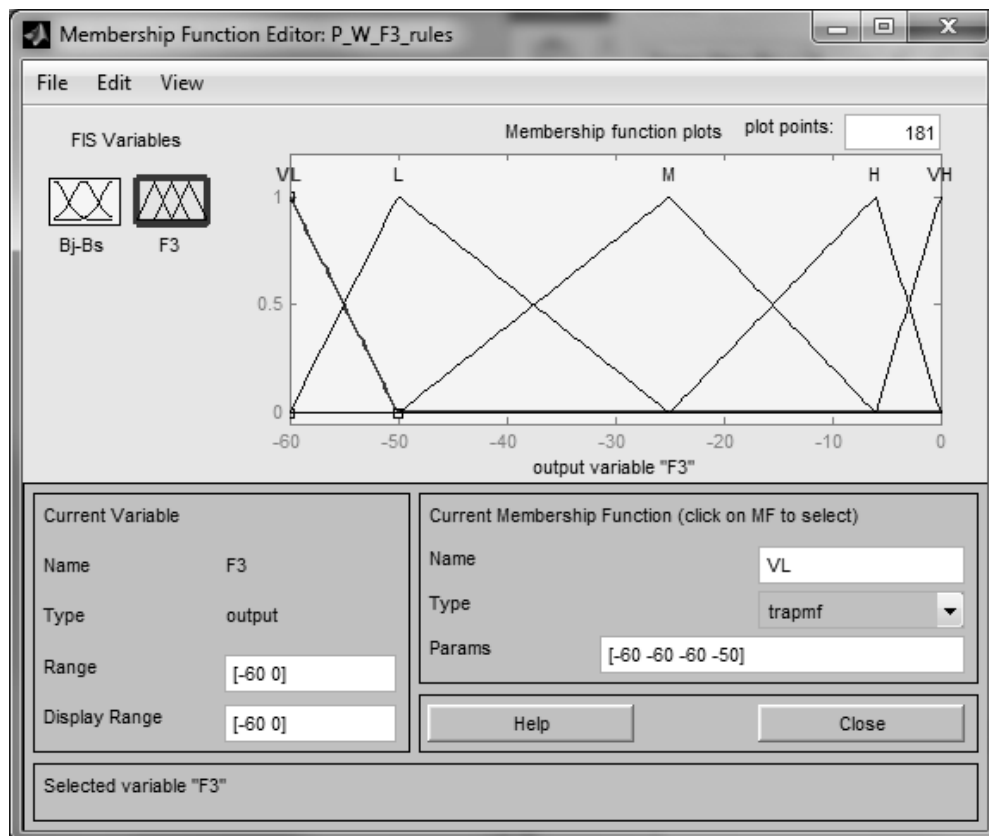 Membership Function Editor: P_W_F3_rules
File Edit View
FIS Variables
Bj-Bs F3
Membership function plots plot points: 181
VL L M H VH
1
0.5
0
-60 -50 -40 -30 -20 -10 0
output variable "F3"
Current Variable
Name F3
Type output
Range [-60 0]
Display Range [-60 0]
Current Membership Function (click on MF to select)
Name VL
Type trapmf
Params [-60 -60 -60 -50]
Help Close
Selected variable "F3"